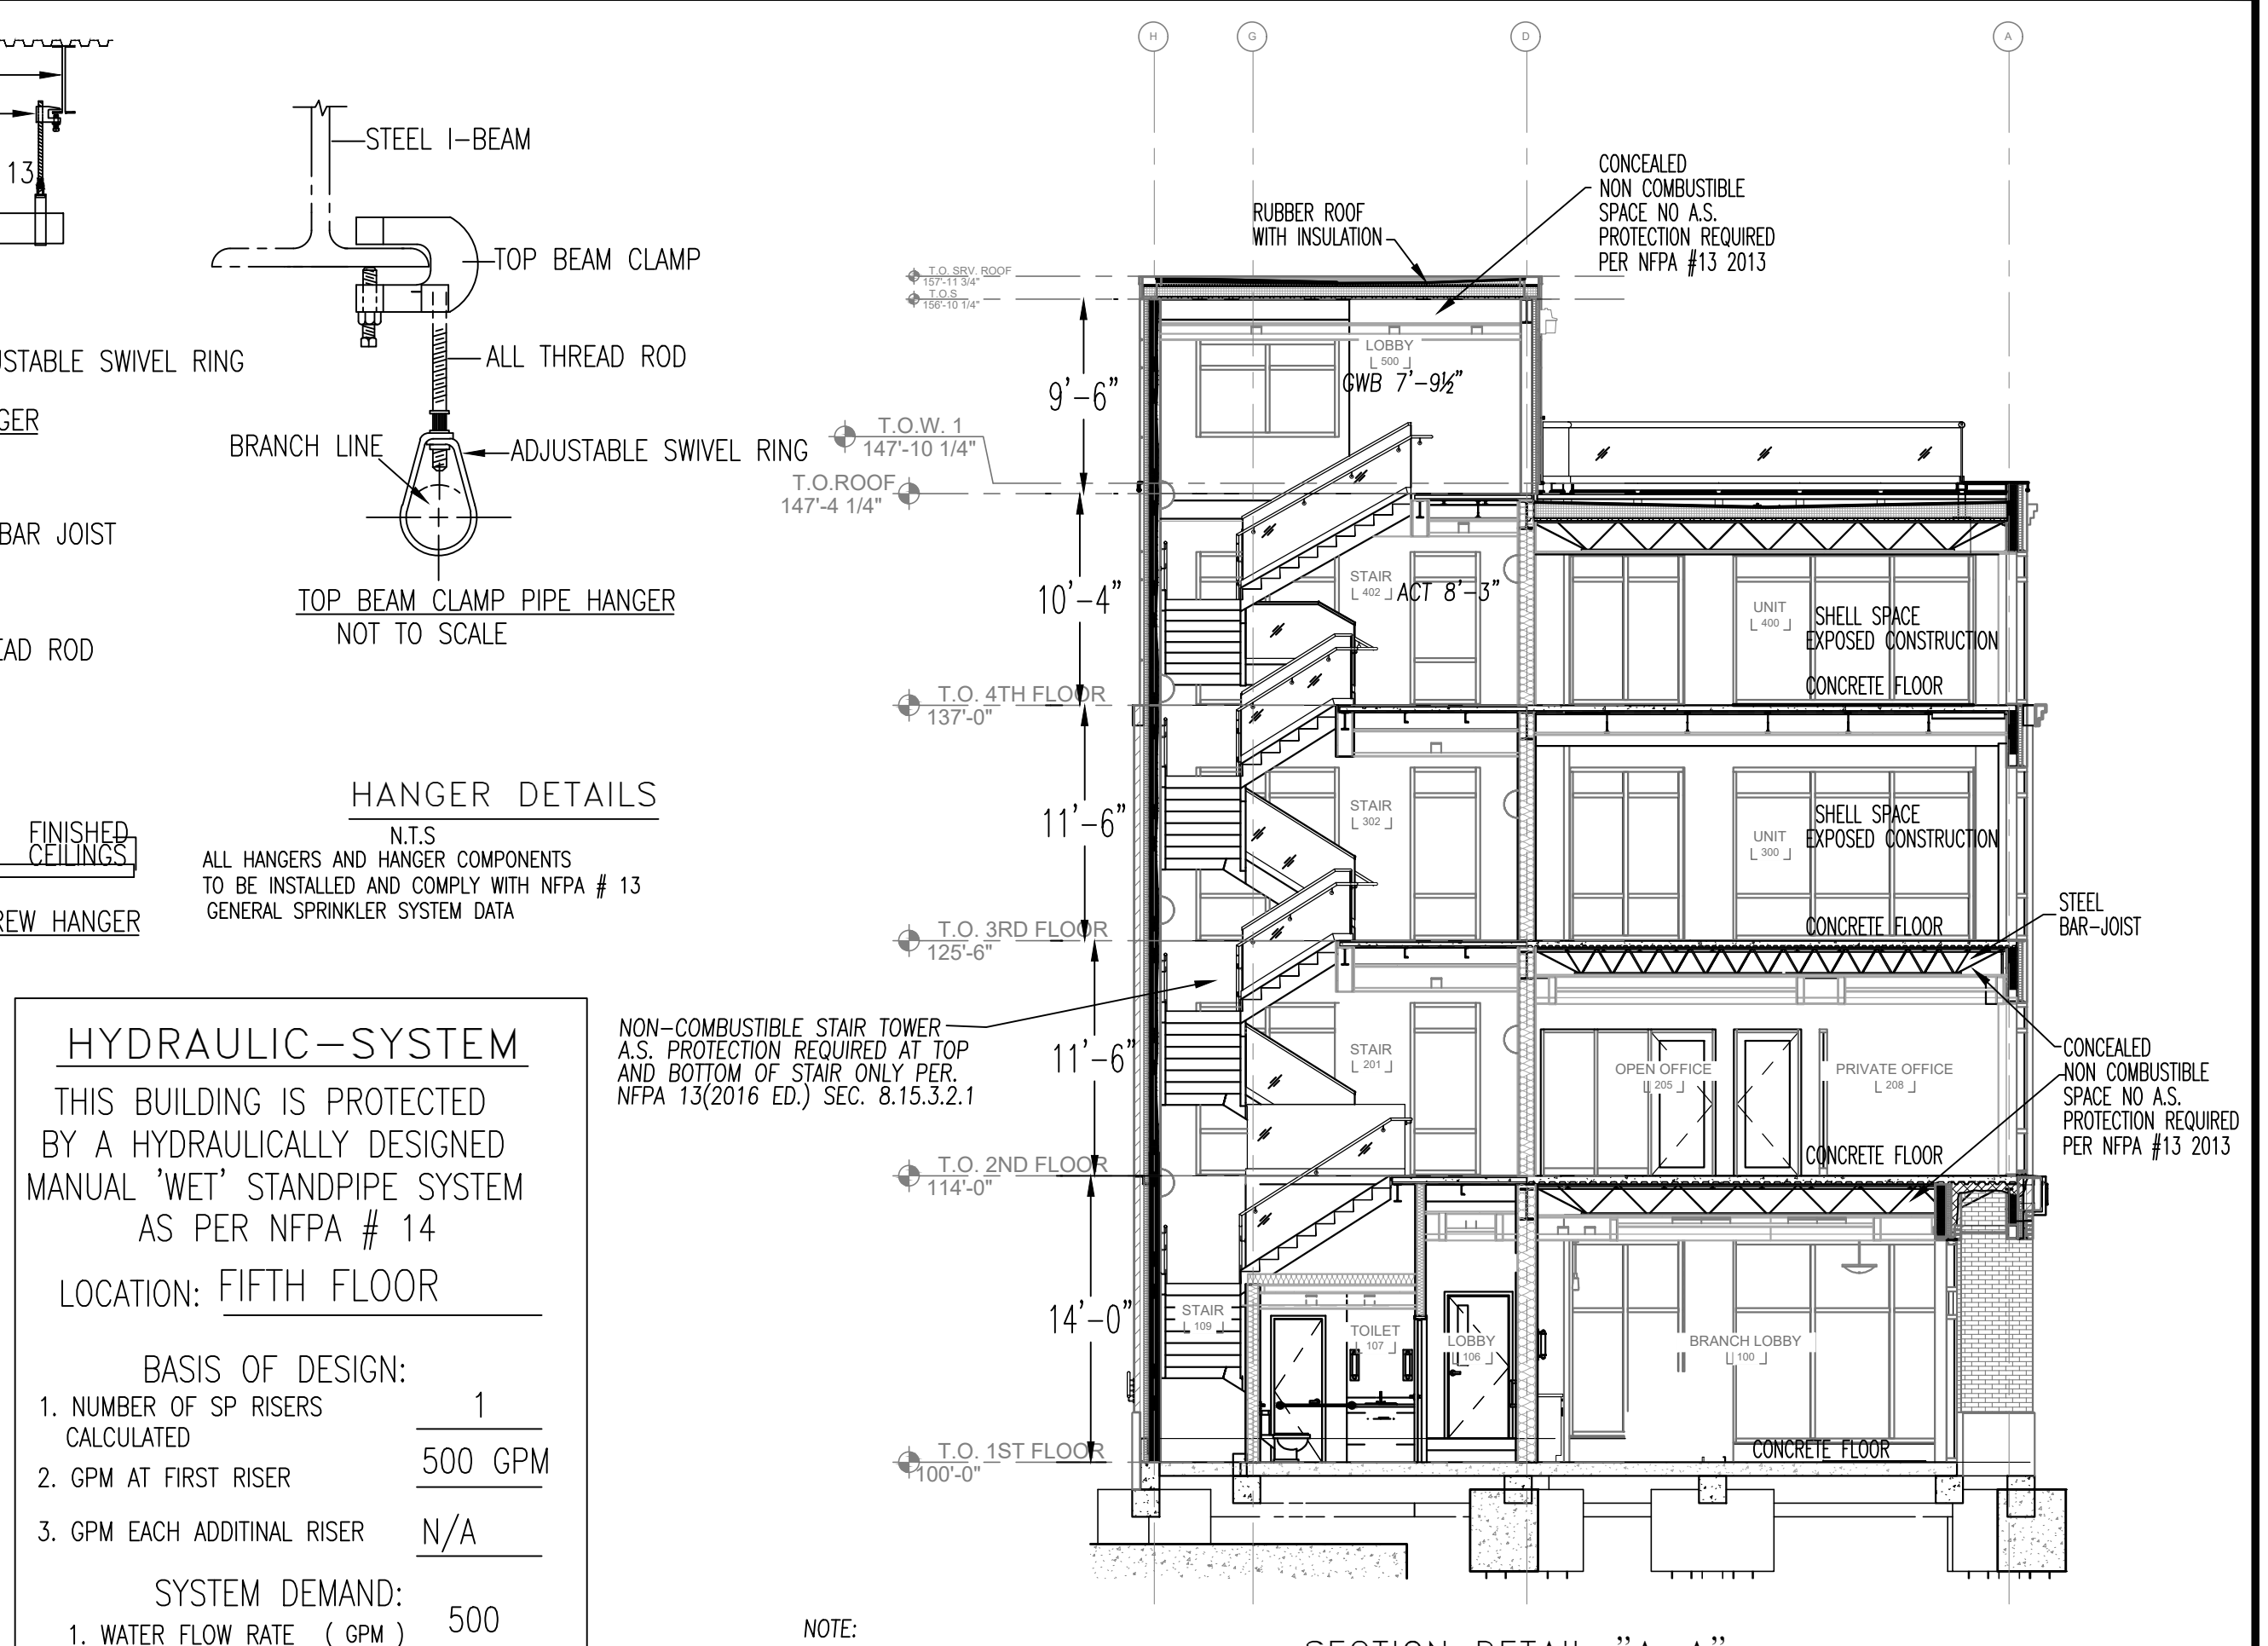 13
STEEL I-BEAM
TOP BEAM CLAMP
ALL THREAD ROD
BRANCH LINE
ADJUSTABLE SWIVEL RING
TOP BEAM CLAMP PIPE HANGER
NOT TO SCALE
USTABLE SWIVEL RING
GER
BAR JOIST
EAD ROD
FINISHED
CEILINGS
REW HANGER
HANGER DETAILS
N.T.S
ALL HANGERS AND HANGER COMPONENTS
TO BE INSTALLED AND COMPLY WITH NFPA # 13
GENERAL SPRINKLER SYSTEM DATA
HYDRAULIC-SYSTEM
THIS BUILDING IS PROTECTED
BY A HYDRAULICALLY DESIGNED
MANUAL 'WET' STANDPIPE SYSTEM
AS PER NFPA # 14
LOCATION: FIFTH FLOOR
BASIS OF DESIGN:
1. NUMBER OF SP RISERS 1
CALCULATED
2. GPM AT FIRST RISER 500 GPM
3. GPM EACH ADDITINAL RISER N/A
SYSTEM DEMAND:
1. WATER FLOW RATE ( GPM ) 500
H
G
D
A
RUBBER ROOF
WITH INSULATION
CONCEALED
NON COMBUSTIBLE
SPACE NO A.S.
PROTECTION REQUIRED
PER NFPA #13 2013
T.O. SRV. ROOF
157'-11 3/4"
T.O.S
156'-10 1/4"
LOBBY
500
GWB 7'-9½"
9'-6"
T.O.W. 1
147'-10 1/4"
T.O.ROOF
147'-4 1/4"
10'-4"
STAIR
402
ACT 8'-3"
UNIT
400
SHELL SPACE
EXPOSED CONSTRUCTION
CONCRETE FLOOR
T.O. 4TH FLOOR
137'-0"
11'-6"
STAIR
302
UNIT
300
SHELL SPACE
EXPOSED CONSTRUCTION
CONCRETE FLOOR
STEEL
BAR-JOIST
T.O. 3RD FLOOR
125'-6"
NON-COMBUSTIBLE STAIR TOWER
A.S. PROTECTION REQUIRED AT TOP
AND BOTTOM OF STAIR ONLY PER.
NFPA 13(2016 ED.) SEC. 8.15.3.2.1
11'-6"
STAIR
201
OPEN OFFICE
205
PRIVATE OFFICE
208
CONCEALED
NON COMBUSTIBLE
SPACE NO A.S.
PROTECTION REQUIRED
PER NFPA #13 2013
CONCRETE FLOOR
T.O. 2ND FLOOR
114'-0"
14'-0"
STAIR
109
TOILET
107
LOBBY
106
BRANCH LOBBY
100
CONCRETE FLOOR
T.O. 1ST FLOOR
100'-0"
NOTE:
SECTION DETAIL "A-A"